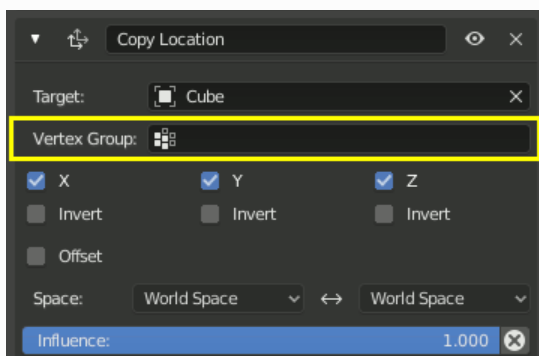 Copy Location
Target: Cube
Vertex Group:
X Y Z
Invert Invert Invert
Offset
Space: World Space World Space
Influence: 1.000